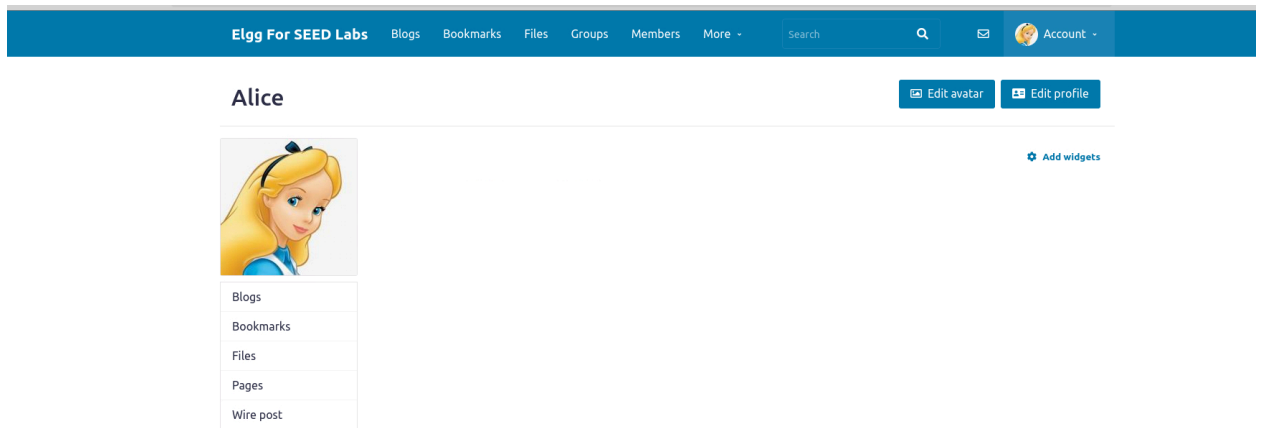 Elgg For SEED Labs Blogs Bookmarks Files Groups Members More Search Account
Alice Edit avatar Edit profile
Add widgets
Blogs
Bookmarks
Files
Pages
Wire post